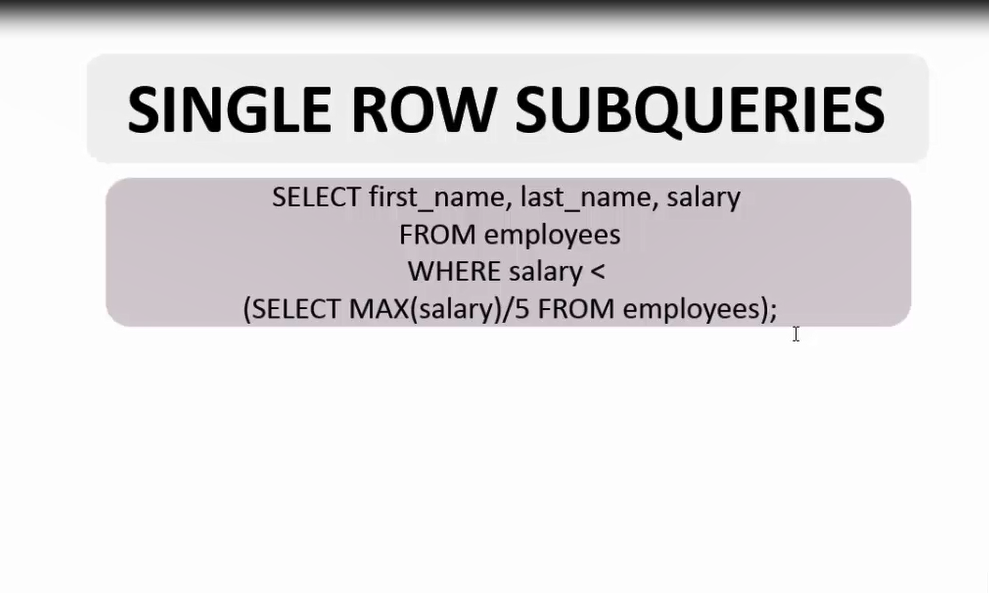 SINGLE ROW SUBQUERIES
SELECT first_name, last_name, salary
FROM employees
WHERE salary <
(SELECT MAX(salary)/5 FROM employees);